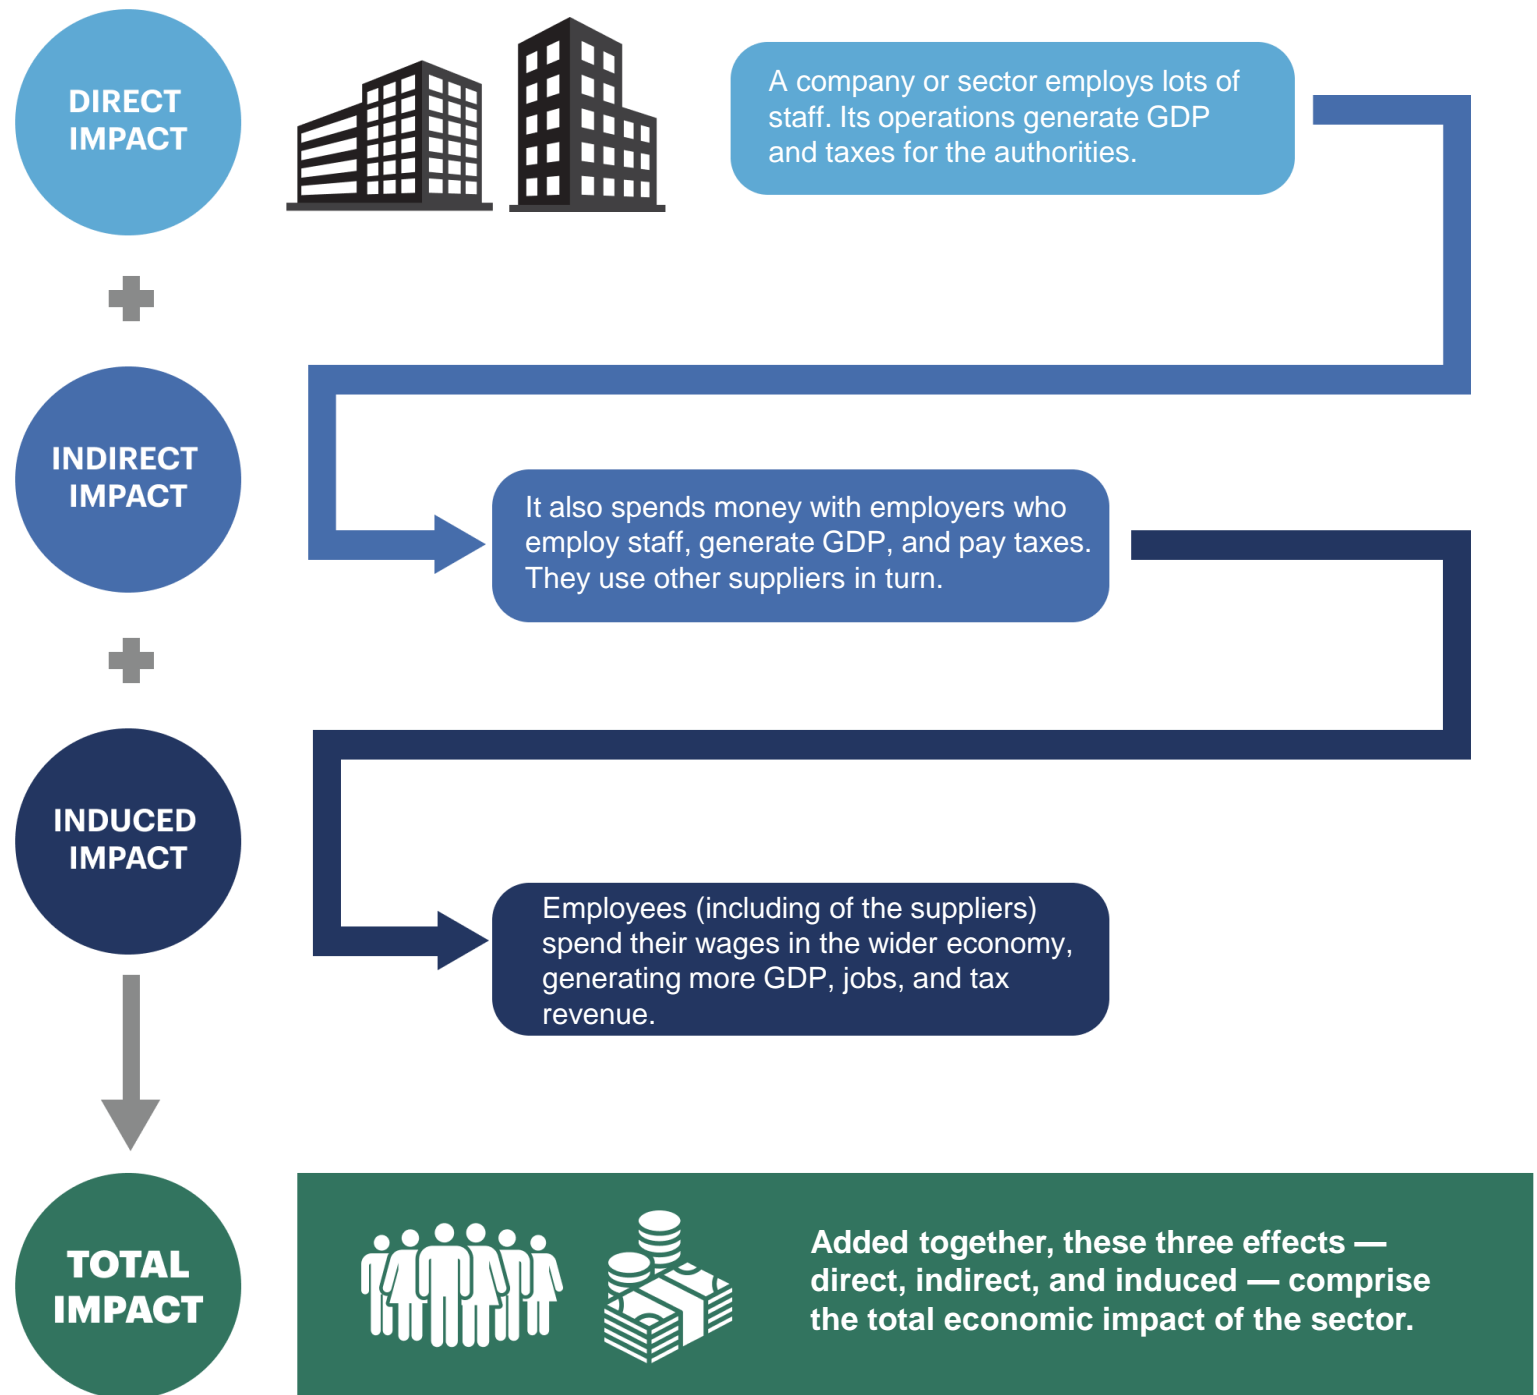 DIRECT
IMPACT
A company or sector employs lots of
staff. Its operations generate GDP
and taxes for the authorities.
INDIRECT
IMPACT
It also spends money with employers who
employ staff, generate GDP, and pay taxes.
They use other suppliers in turn.
INDUCED
IMPACT
Employees (including of the suppliers)
spend their wages in the wider economy,
generating more GDP, jobs, and tax
revenue.
TOTAL
IMPACT
Added together, these three effects —
direct, indirect, and induced — comprise
the total economic impact of the sector.